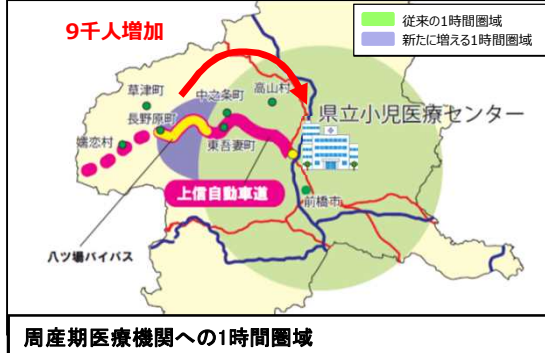 9千人増加
従来の1時間圏域
新たに増える1時間圏域
草津町
中之条町
高山村
県立小児医療センター
長野原町
嬬恋村
東吾妻町
上信自動車道
前橋市
八ツ場バイパス
周産期医療機関への1時間圏域